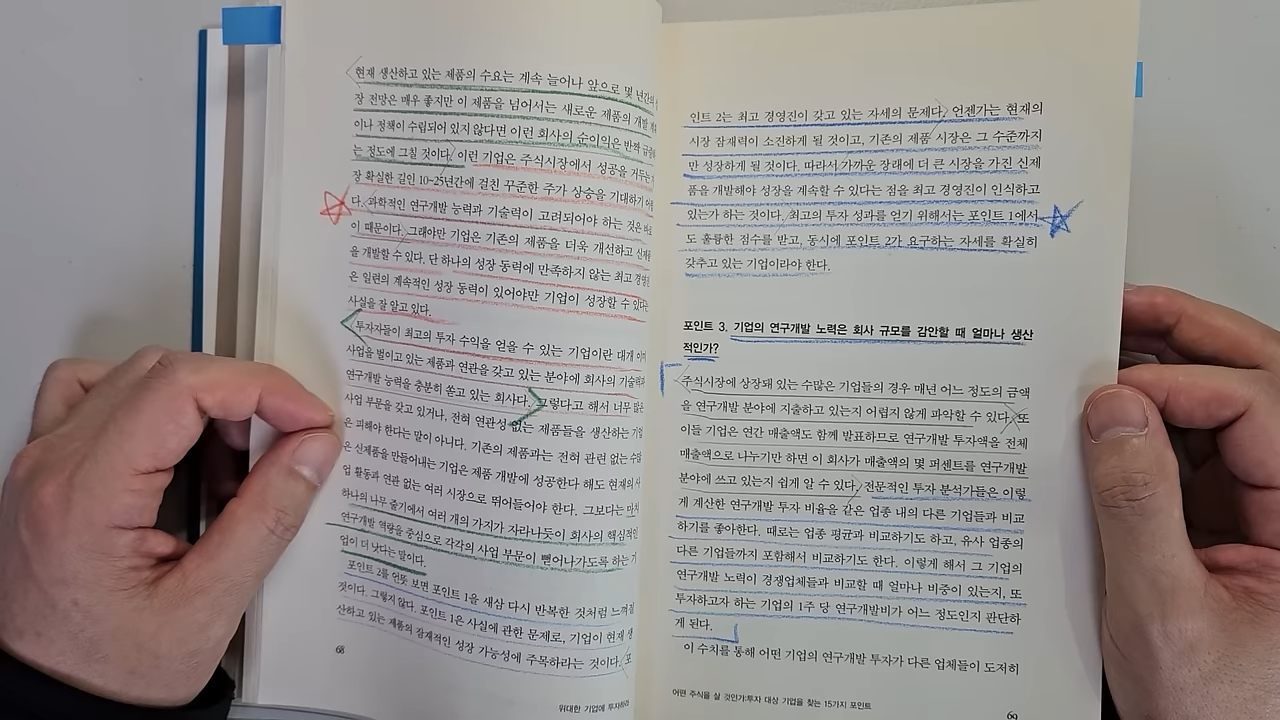 현재 생산하고 있는 제품의 수요는 계속 늘어나 앞으로 몇 년간의
장 전망은 매우 좋지만 이 제품을 넘어서는 새로운 제품의 개발
이나 정책이 수립되어 있지 않다면 이런 회사의 순이익은 반짝
는 정도에 그칠 것이다. 이런 기업은 주식시장에서 성공을 거두는
장 확실한 길인 10~25년간에 걸친 꾸준한 주가 상승을 기대하기
다. 과학적인 연구개발 능력과 기술력이 고려되어야 하는 것은
이 때문이다. 그래야만 기업은 기존의 제품을 더욱 개선하고
을 개발할 수 있다. 단 하나의 성장 동력에 만족하지 않는 최고
은 일련의 계속적인 성장 동력이 있어야만 기업이 성장할 수 있다는
사실을 잘 알고 있다.
투자자들이 최고의 투자 수익을 얻을 수 있는 기업이란 대개
사업을 벌이고 있는 제품과 연관을 갖고 있는 분야에 회사의 기술력과
연구개발 능력을 충분히 쏟고 있는 회사다. 그렇다고 해서 너무 많은
사업 부문을 갖고 있거나, 전혀 연관성 없는 제품들을 생산하는 기업
은 피해야 한다는 말이 아니다. 기존의 제품과는 전혀 관련 없는 수많
은 신제품을 만들어내는 기업은 제품 개발에 성공한다 해도 현재의
업 활동과 연관 없는 여러 시장으로 뛰어들어야 한다. 그보다는 마치
하나의 나무 줄기에서 여러 개의 가지가 자라나듯이 회사의 핵심적인
연구개발 역량을 중심으로 각각의 사업 부문이 뻗어나가도록 하는 기
업이 더 낫다는 말이다.
포인트 2를 언뜻 보면 포인트 1을 새삼 다시 반복한 것처럼 느껴질
것이다. 그렇지 않다. 포인트 1은 사실에 관한 문제로, 기업이 현재 생
산하고 있는 제품의 잠재적인 성장 가능성에 주목하라는 것이다. 포
68
위대한 기업에 투자하라
인트 2는 최고 경영진이 갖고 있는 자세의 문제다. 언젠가는 현재의
시장 잠재력이 소진하게 될 것이고, 기존의 제품 시장은 그 수준까지
만 성장하게 될 것이다. 따라서 가까운 장래에 더 큰 시장을 가진 신제
품을 개발해야 성장을 계속할 수 있다는 점을 최고 경영진이 인식하고
있는가 하는 것이다. 최고의 투자 성과를 얻기 위해서는 포인트 1에서
도 훌륭한 점수를 받고, 동시에 포인트 2가 요구하는 자세를 확실히
갖추고 있는 기업이라야 한다.
포인트 3. 기업의 연구개발 노력은 회사 규모를 감안할 때 얼마나 생산
적인가?
주식시장에 상장돼 있는 수많은 기업들의 경우 매년 어느 정도의 금액
을 연구개발 분야에 지출하고 있는지 어렵지 않게 파악할 수 있다. 또
이들 기업은 연간 매출액도 함께 발표하므로 연구개발 투자액을 전체
매출액으로 나누기만 하면 이 회사가 매출액의 몇 퍼센트를 연구개발
분야에 쓰고 있는지 쉽게 알 수 있다. 전문적인 투자 분석가들은 이렇
게 계산한 연구개발 투자 비율을 같은 업종 내의 다른 기업들과 비교
하기를 좋아한다. 때로는 업종 평균과 비교하기도 하고, 유사 업종의
다른 기업들까지 포함해서 비교하기도 한다. 이렇게 해서 그 기업의
연구개발 노력이 경쟁업체들과 비교할 때 얼마나 비중이 있는지, 또
투자하고자 하는 기업의 1주 당 연구개발비가 어느 정도인지 판단하
게 된다.
이 수치를 통해 어떤 기업의 연구개발 투자가 다른 업체들이 도저히
어떤 주식을 살 것인가: 투자 대상 기업을 찾는 15가지 포인트
69